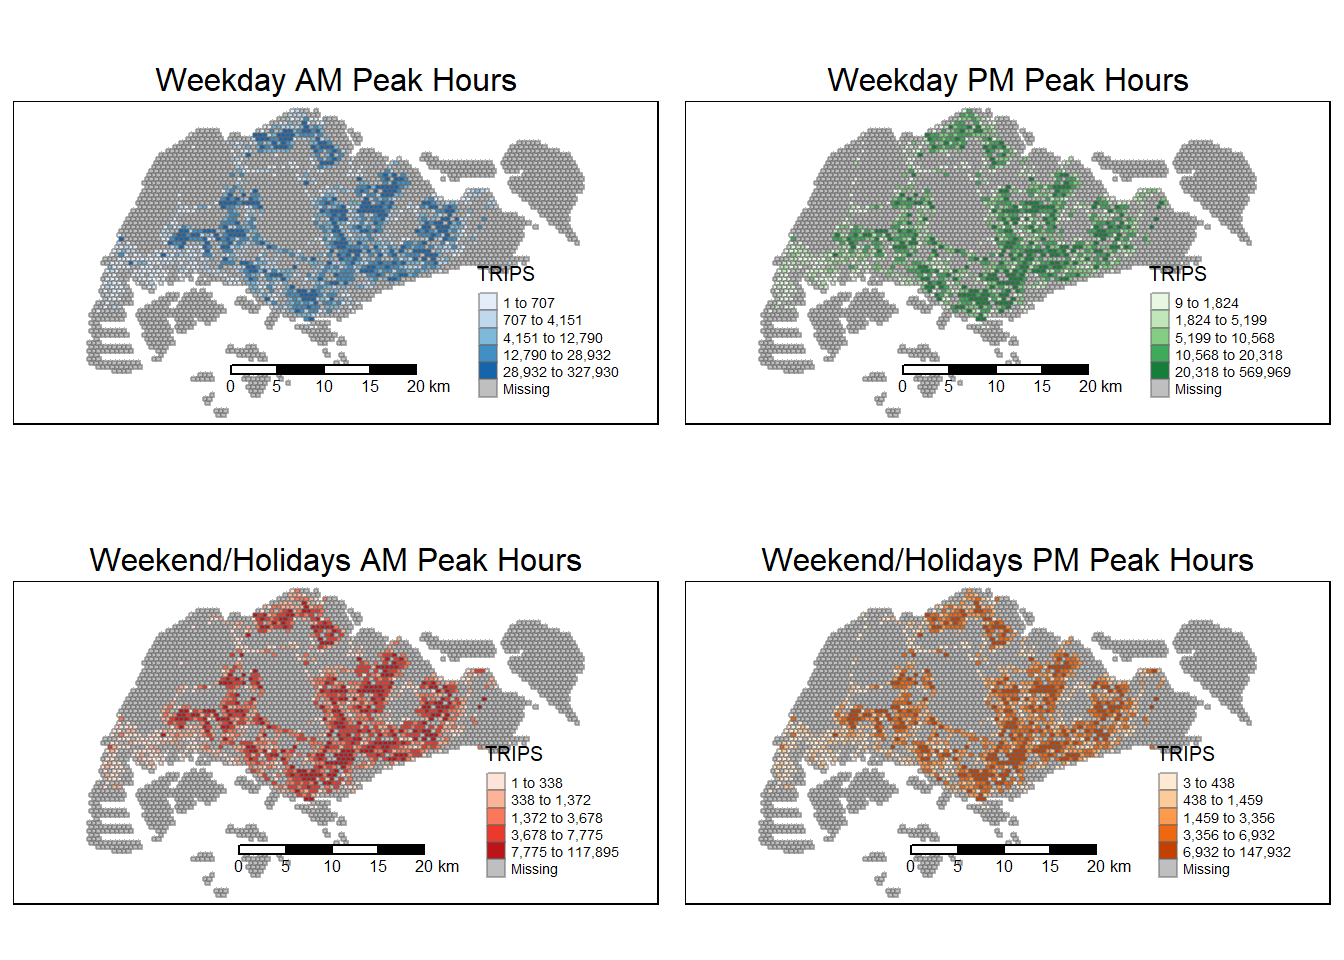 Weekday AM Peak Hours
TRIPS
1 to 707
707 to 4,151
4,151 to 12,790
12,790 to 28,932
28,932 to 327,930
Missing
0 5 10 15 20 km
Weekday PM Peak Hours
TRIPS
9 to 1,824
1,824 to 5,199
5,199 to 10,568
10,568 to 20,318
20,318 to 569,969
Missing
0 5 10 15 20 km
Weekend/Holidays AM Peak Hours
TRIPS
1 to 338
338 to 1,372
1,372 to 3,678
3,678 to 7,775
7,775 to 117,895
Missing
0 5 10 15 20 km
Weekend/Holidays PM Peak Hours
TRIPS
3 to 438
438 to 1,459
1,459 to 3,356
3,356 to 6,932
6,932 to 147,932
Missing
0 5 10 15 20 km